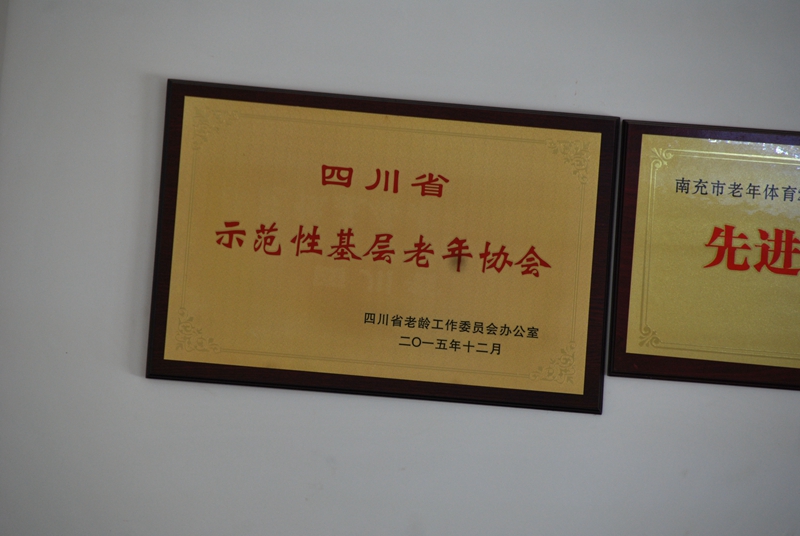 四川省
示范性基层老年协会
四川省老龄工作委员会办公室
二〇一五年十二月
南充市老年体育
先进